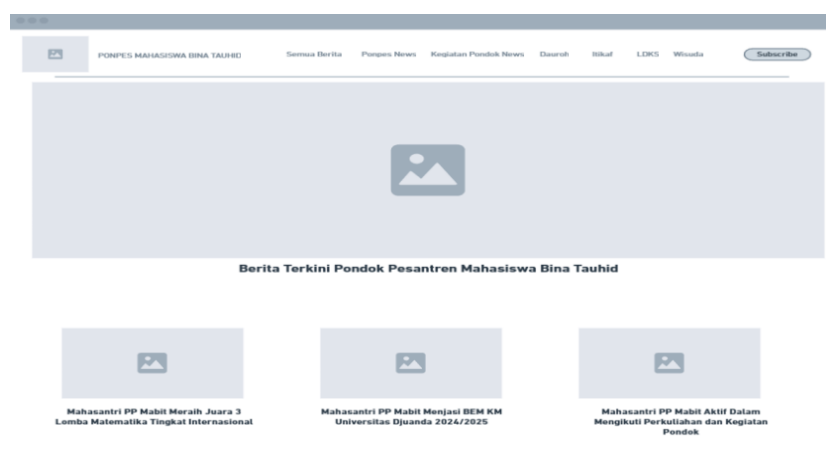 PONPES MAHASISWA BINA TAUHID
Semua Berita Ponpes News Kegiatan Pondok News Dauroh Itikaf LDKS Wisuda Subscribe
Berita Terkini Pondok Pesantren Mahasiswa Bina Tauhid
Mahasantri PP Mabit Meraih Juara 3
Lomba Matematika Tingkat Internasional
Mahasantri PP Mabit Menjasi BEM KM
Universitas Djuanda 2024/2025
Mahasantri PP Mabit Aktif Dalam
Mengikuti Perkuliahan dan Kegiatan
Pondok